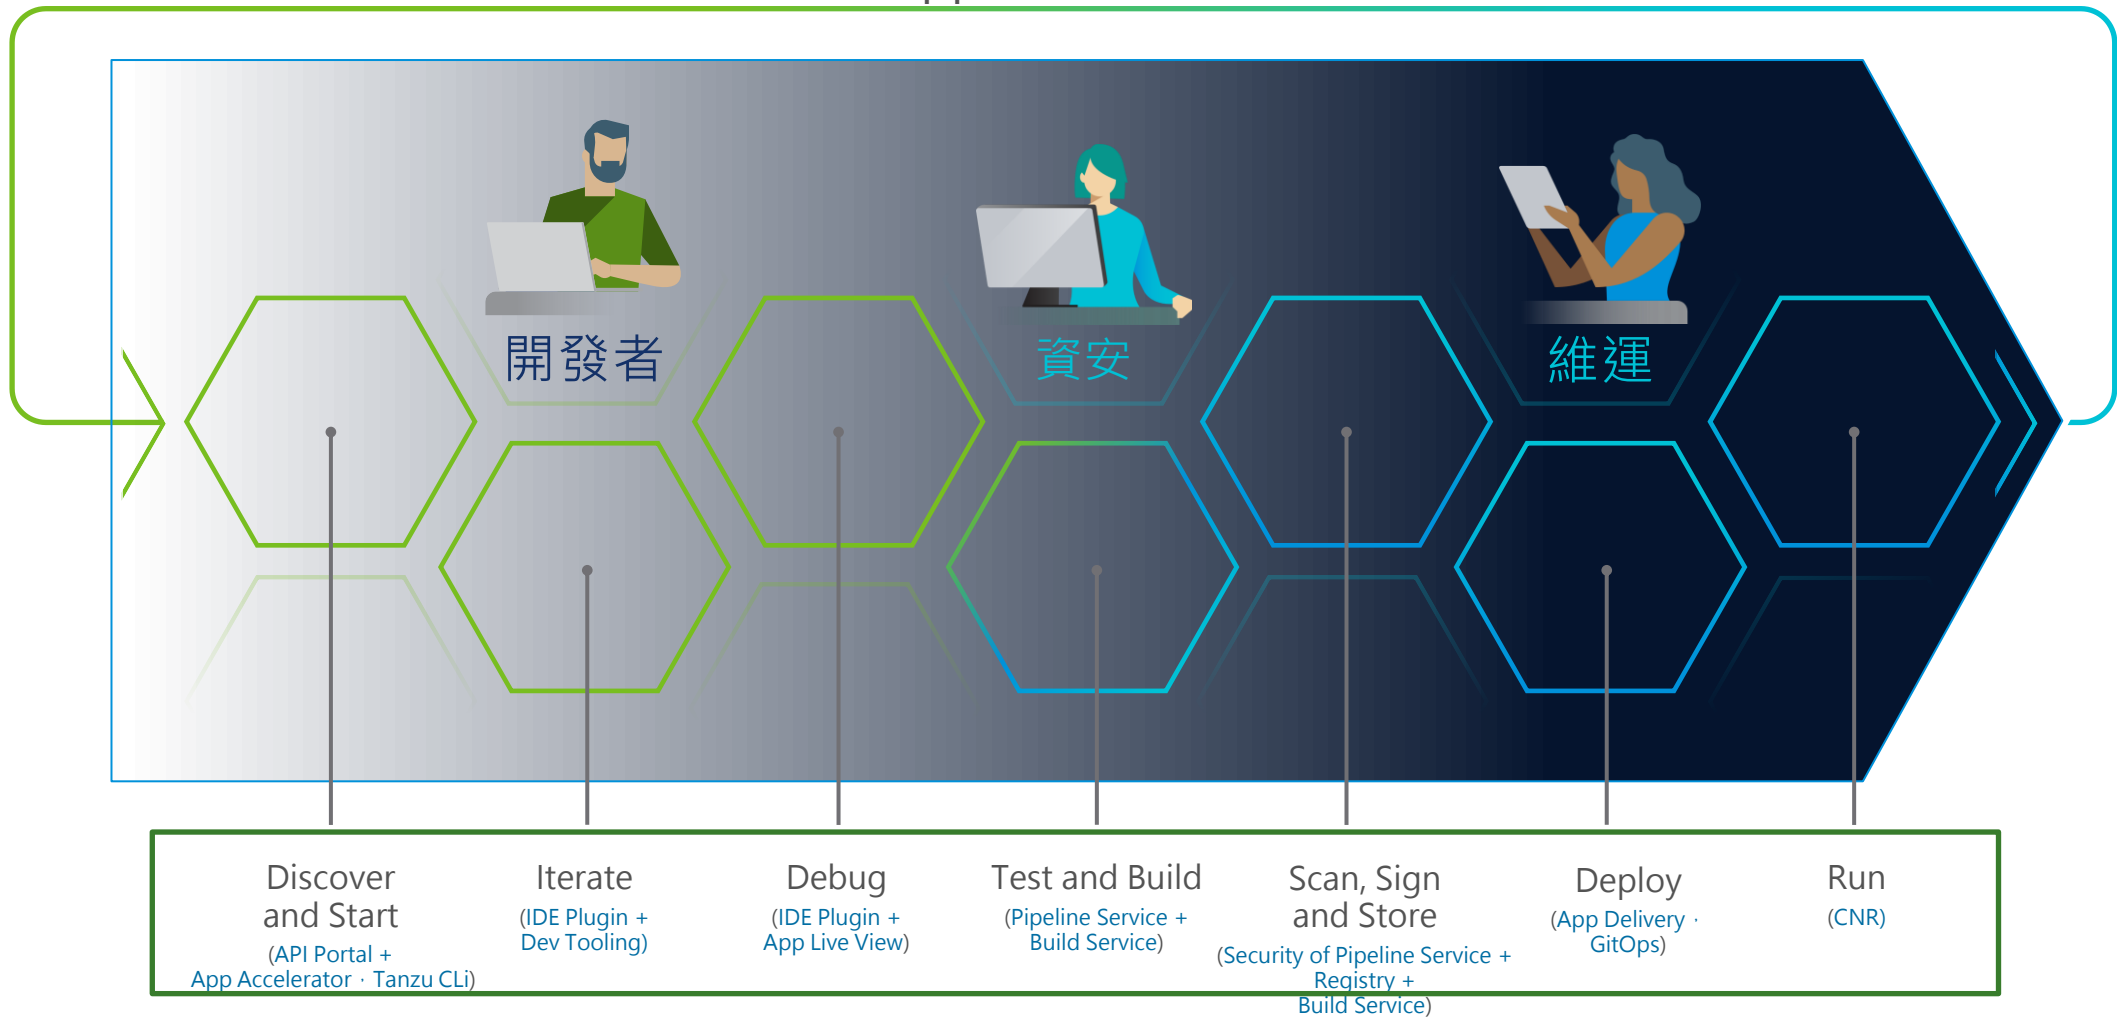 開發者
資安
維運
Discover
and Start
(API Portal +
App Accelerator · Tanzu CLi)
Iterate
(IDE Plugin +
Dev Tooling)
Debug
(IDE Plugin +
App Live View)
Test and Build
(Pipeline Service +
Build Service)
Scan, Sign
and Store
(Security of Pipeline Service +
Registry +
Build Service)
Deploy
(App Delivery ·
GitOps)
Run
(CNR)